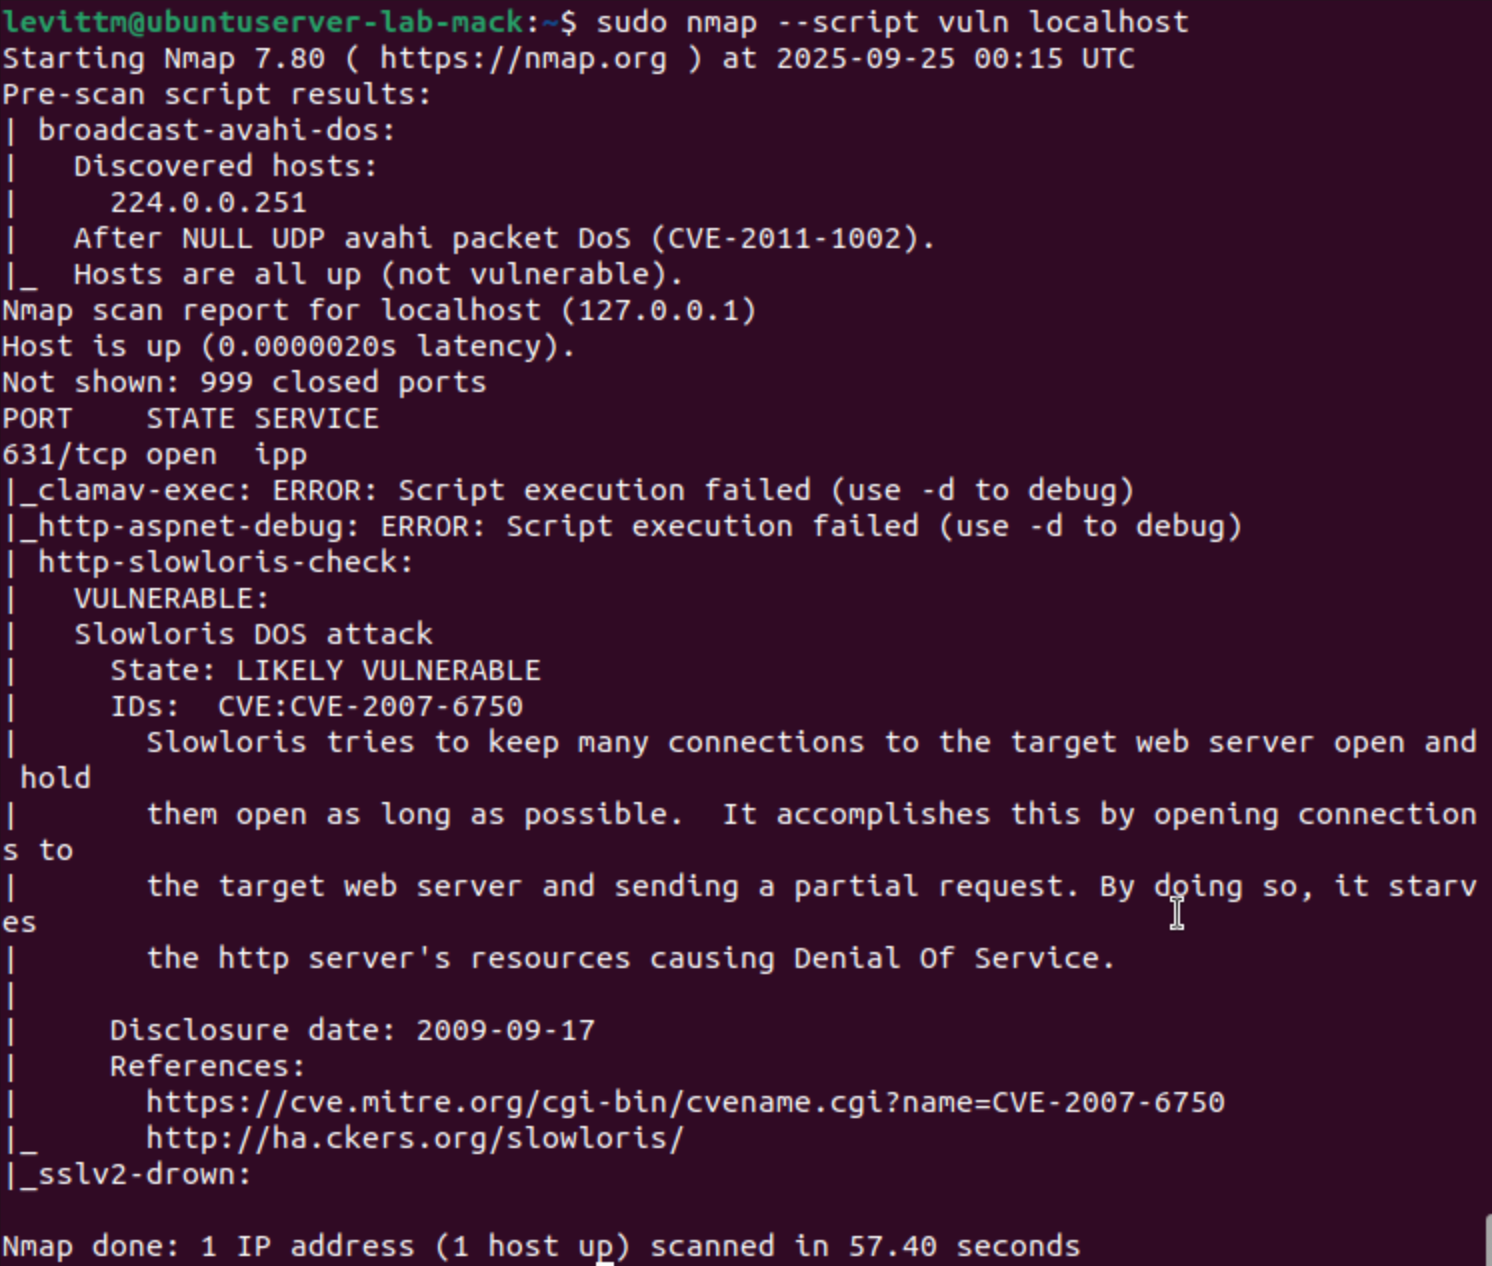 levittm@ubuntuserver-lab-mack:~$ sudo nmap --script vuln localhost
Starting Nmap 7.80 ( https://nmap.org ) at 2025-09-25 00:15 UTC
Pre-scan script results:
| broadcast-avahi-dos:
|   Discovered hosts:
|     224.0.0.251
|   After NULL UDP avahi packet DoS (CVE-2011-1002).
|_  Hosts are all up (not vulnerable).
Nmap scan report for localhost (127.0.0.1)
Host is up (0.0000020s latency).
Not shown: 999 closed ports
PORT    STATE SERVICE
631/tcp open  ipp
|_clamav-exec: ERROR: Script execution failed (use -d to debug)
|_http-aspnet-debug: ERROR: Script execution failed (use -d to debug)
| http-slowloris-check:
|   VULNERABLE:
|   Slowloris DOS attack
|     State: LIKELY VULNERABLE
|     IDs:  CVE:CVE-2007-6750
|       Slowloris tries to keep many connections to the target web server open and
 hold
|       them open as long as possible.  It accomplishes this by opening connection
s to
|       the target web server and sending a partial request. By doing so, it starv
es
|       the http server's resources causing Denial Of Service.
|
|     Disclosure date: 2009-09-17
|     References:
|       https://cve.mitre.org/cgi-bin/cvename.cgi?name=CVE-2007-6750
|_      http://ha.ckers.org/slowloris/
|_sslv2-drown:

Nmap done: 1 IP address (1 host up) scanned in 57.40 seconds